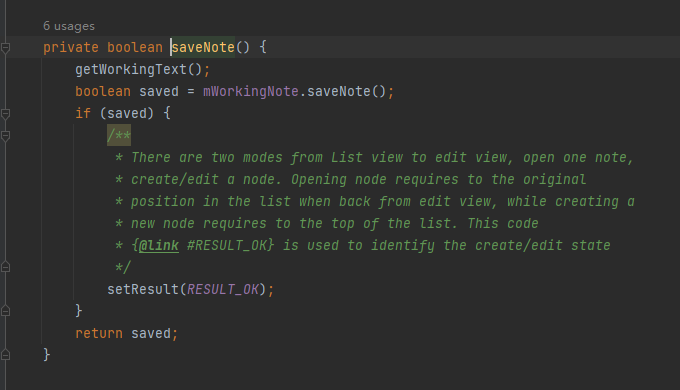 6 usages
private boolean saveNote() {
getWorkingText();
boolean saved = mWorkingNote.saveNote();
if (saved) {
/**
* There are two modes from List view to edit view, open one note,
* create/edit a node. Opening node requires to the original
* position in the list when back from edit view, while creating a
* new node requires to the top of the list. This code
* {@link #RESULT_OK} is used to identify the create/edit state
*/
setResult(RESULT_OK);
}
return saved;
}